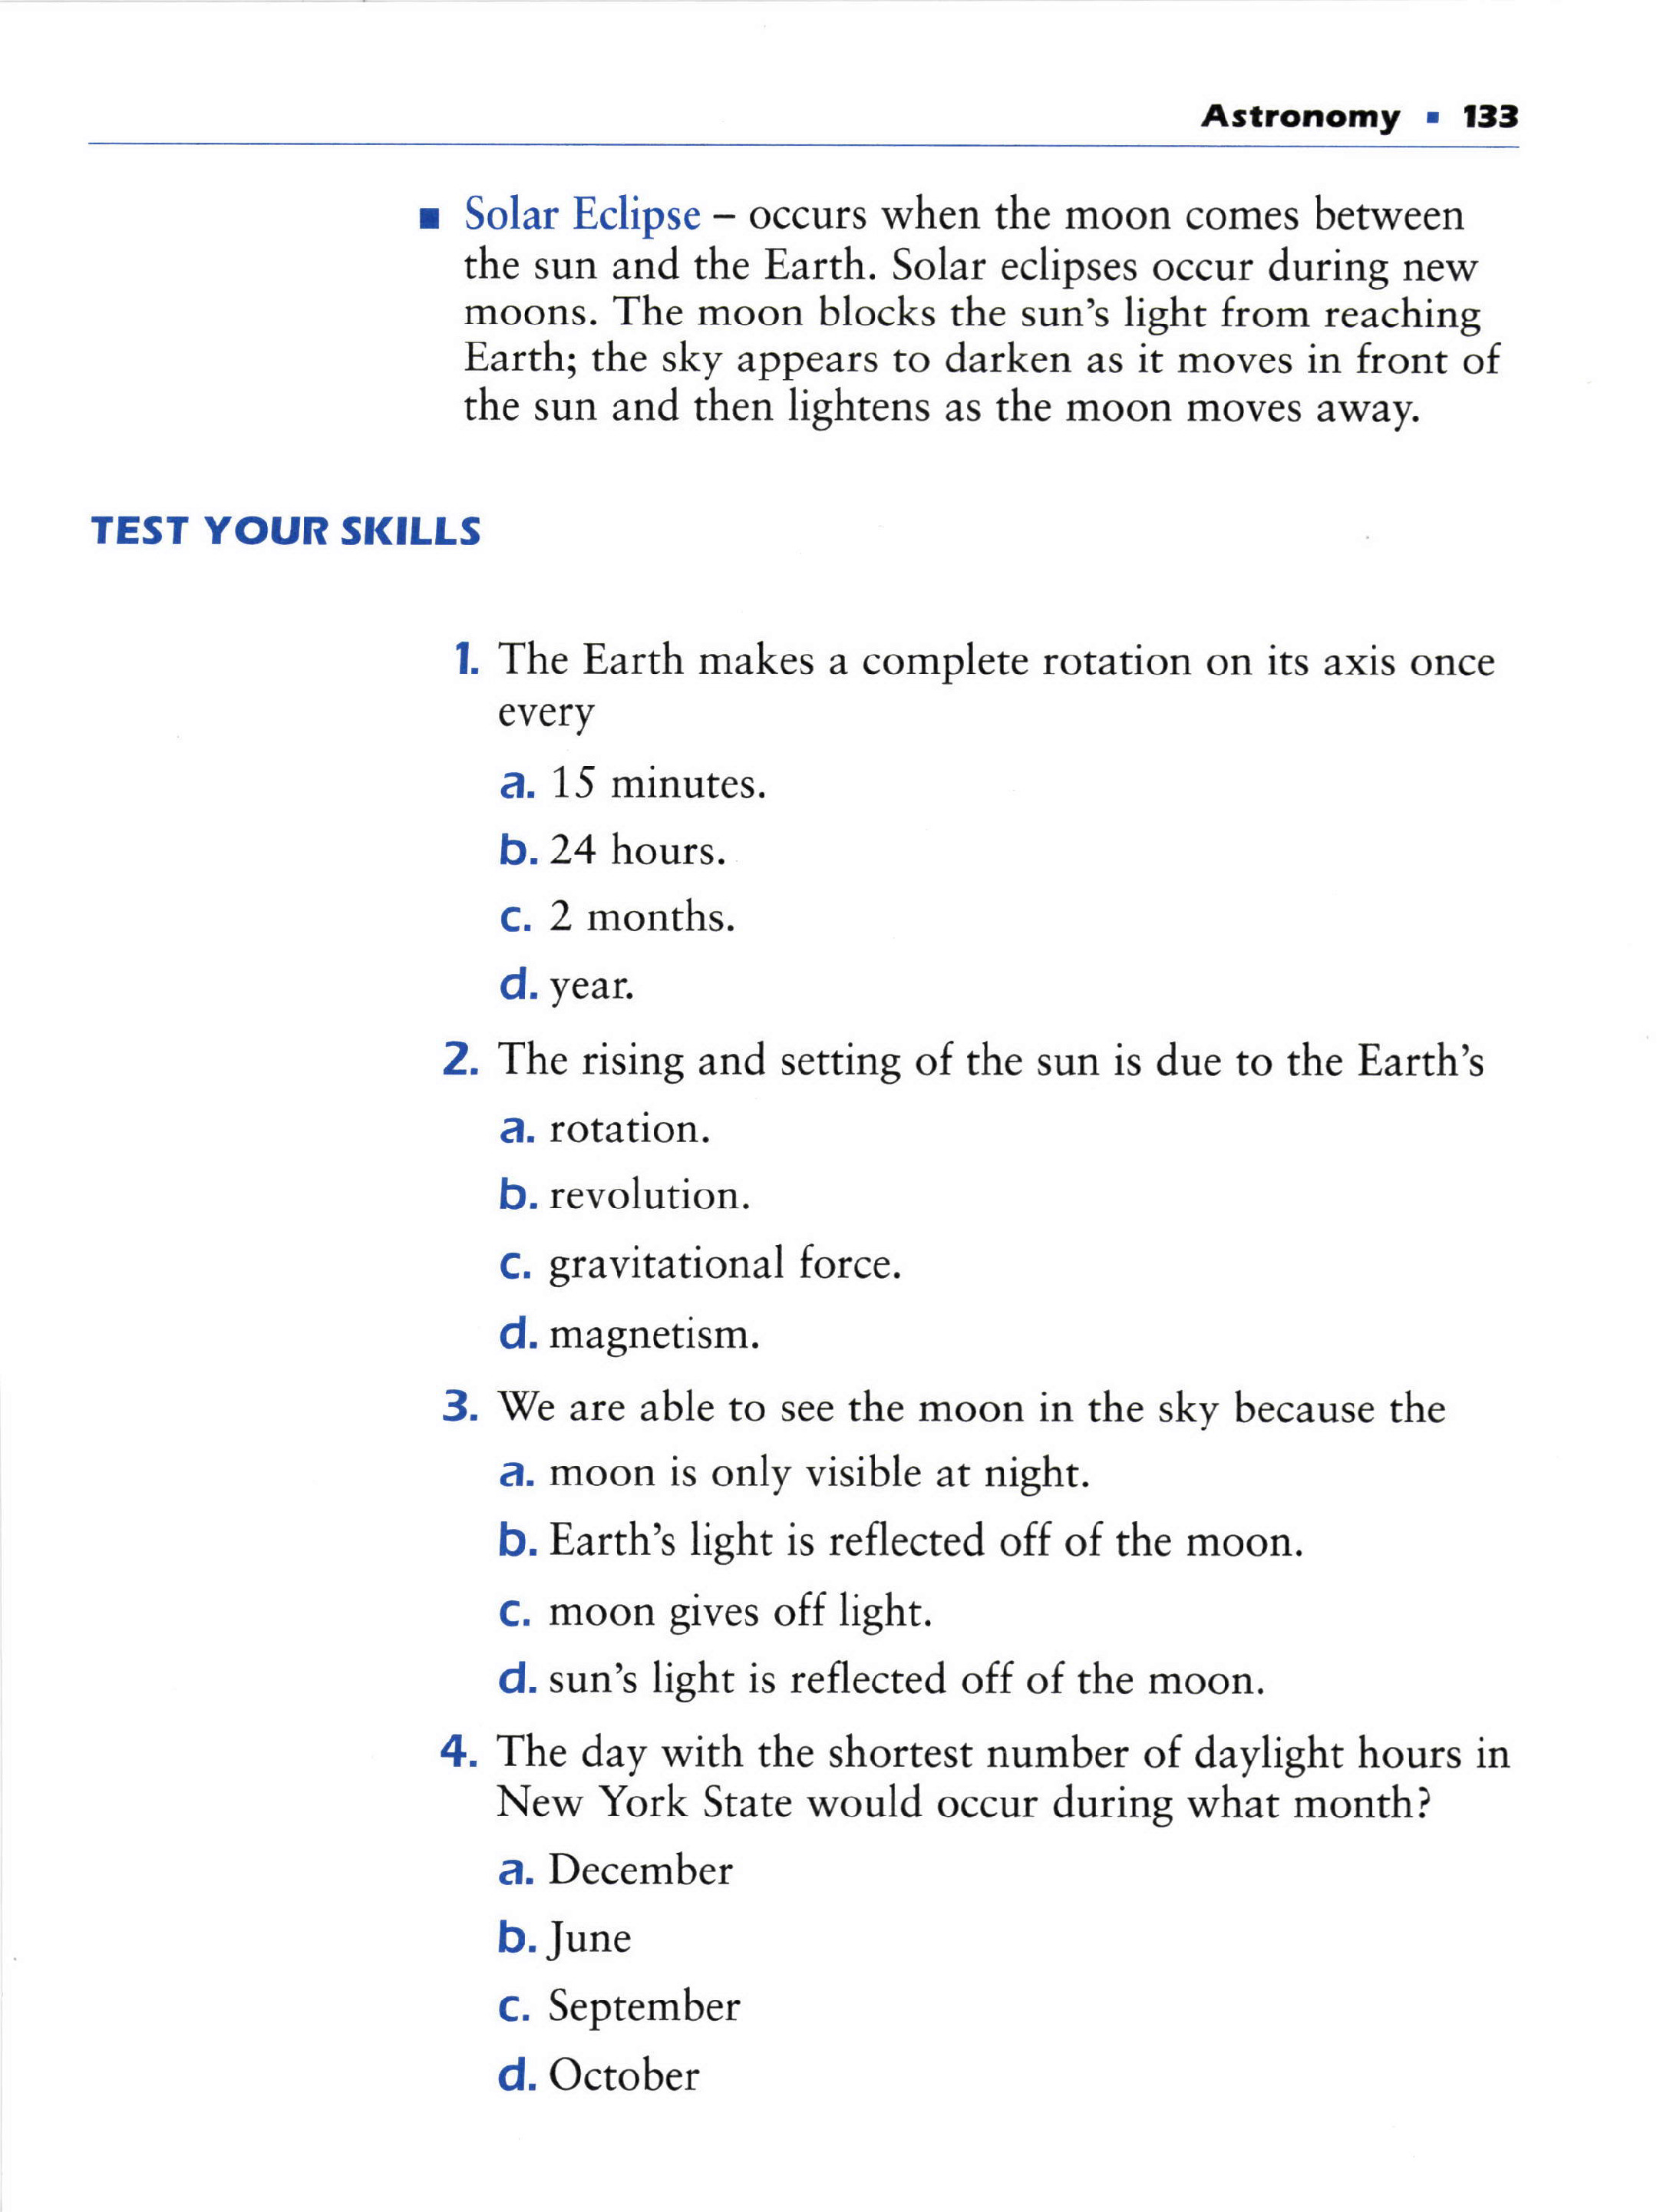 Astronomy ▪ 133
▪ Solar Eclipse – occurs when the moon comes between
the sun and the Earth. Solar eclipses occur during new
moons. The moon blocks the sun's light from reaching
Earth; the sky appears to darken as it moves in front of
the sun and then lightens as the moon moves away.
TEST YOUR SKILLS
1. The Earth makes a complete rotation on its axis once
every
a. 15 minutes.
b. 24 hours.
c. 2 months.
d. year.
2. The rising and setting of the sun is due to the Earth's
a. rotation.
b. revolution.
c. gravitational force.
d. magnetism.
3. We are able to see the moon in the sky because the
a. moon is only visible at night.
b. Earth's light is reflected off of the moon.
c. moon gives off light.
d. sun's light is reflected off of the moon.
4. The day with the shortest number of daylight hours in
New York State would occur during what month?
a. December
b. June
c. September
d. October